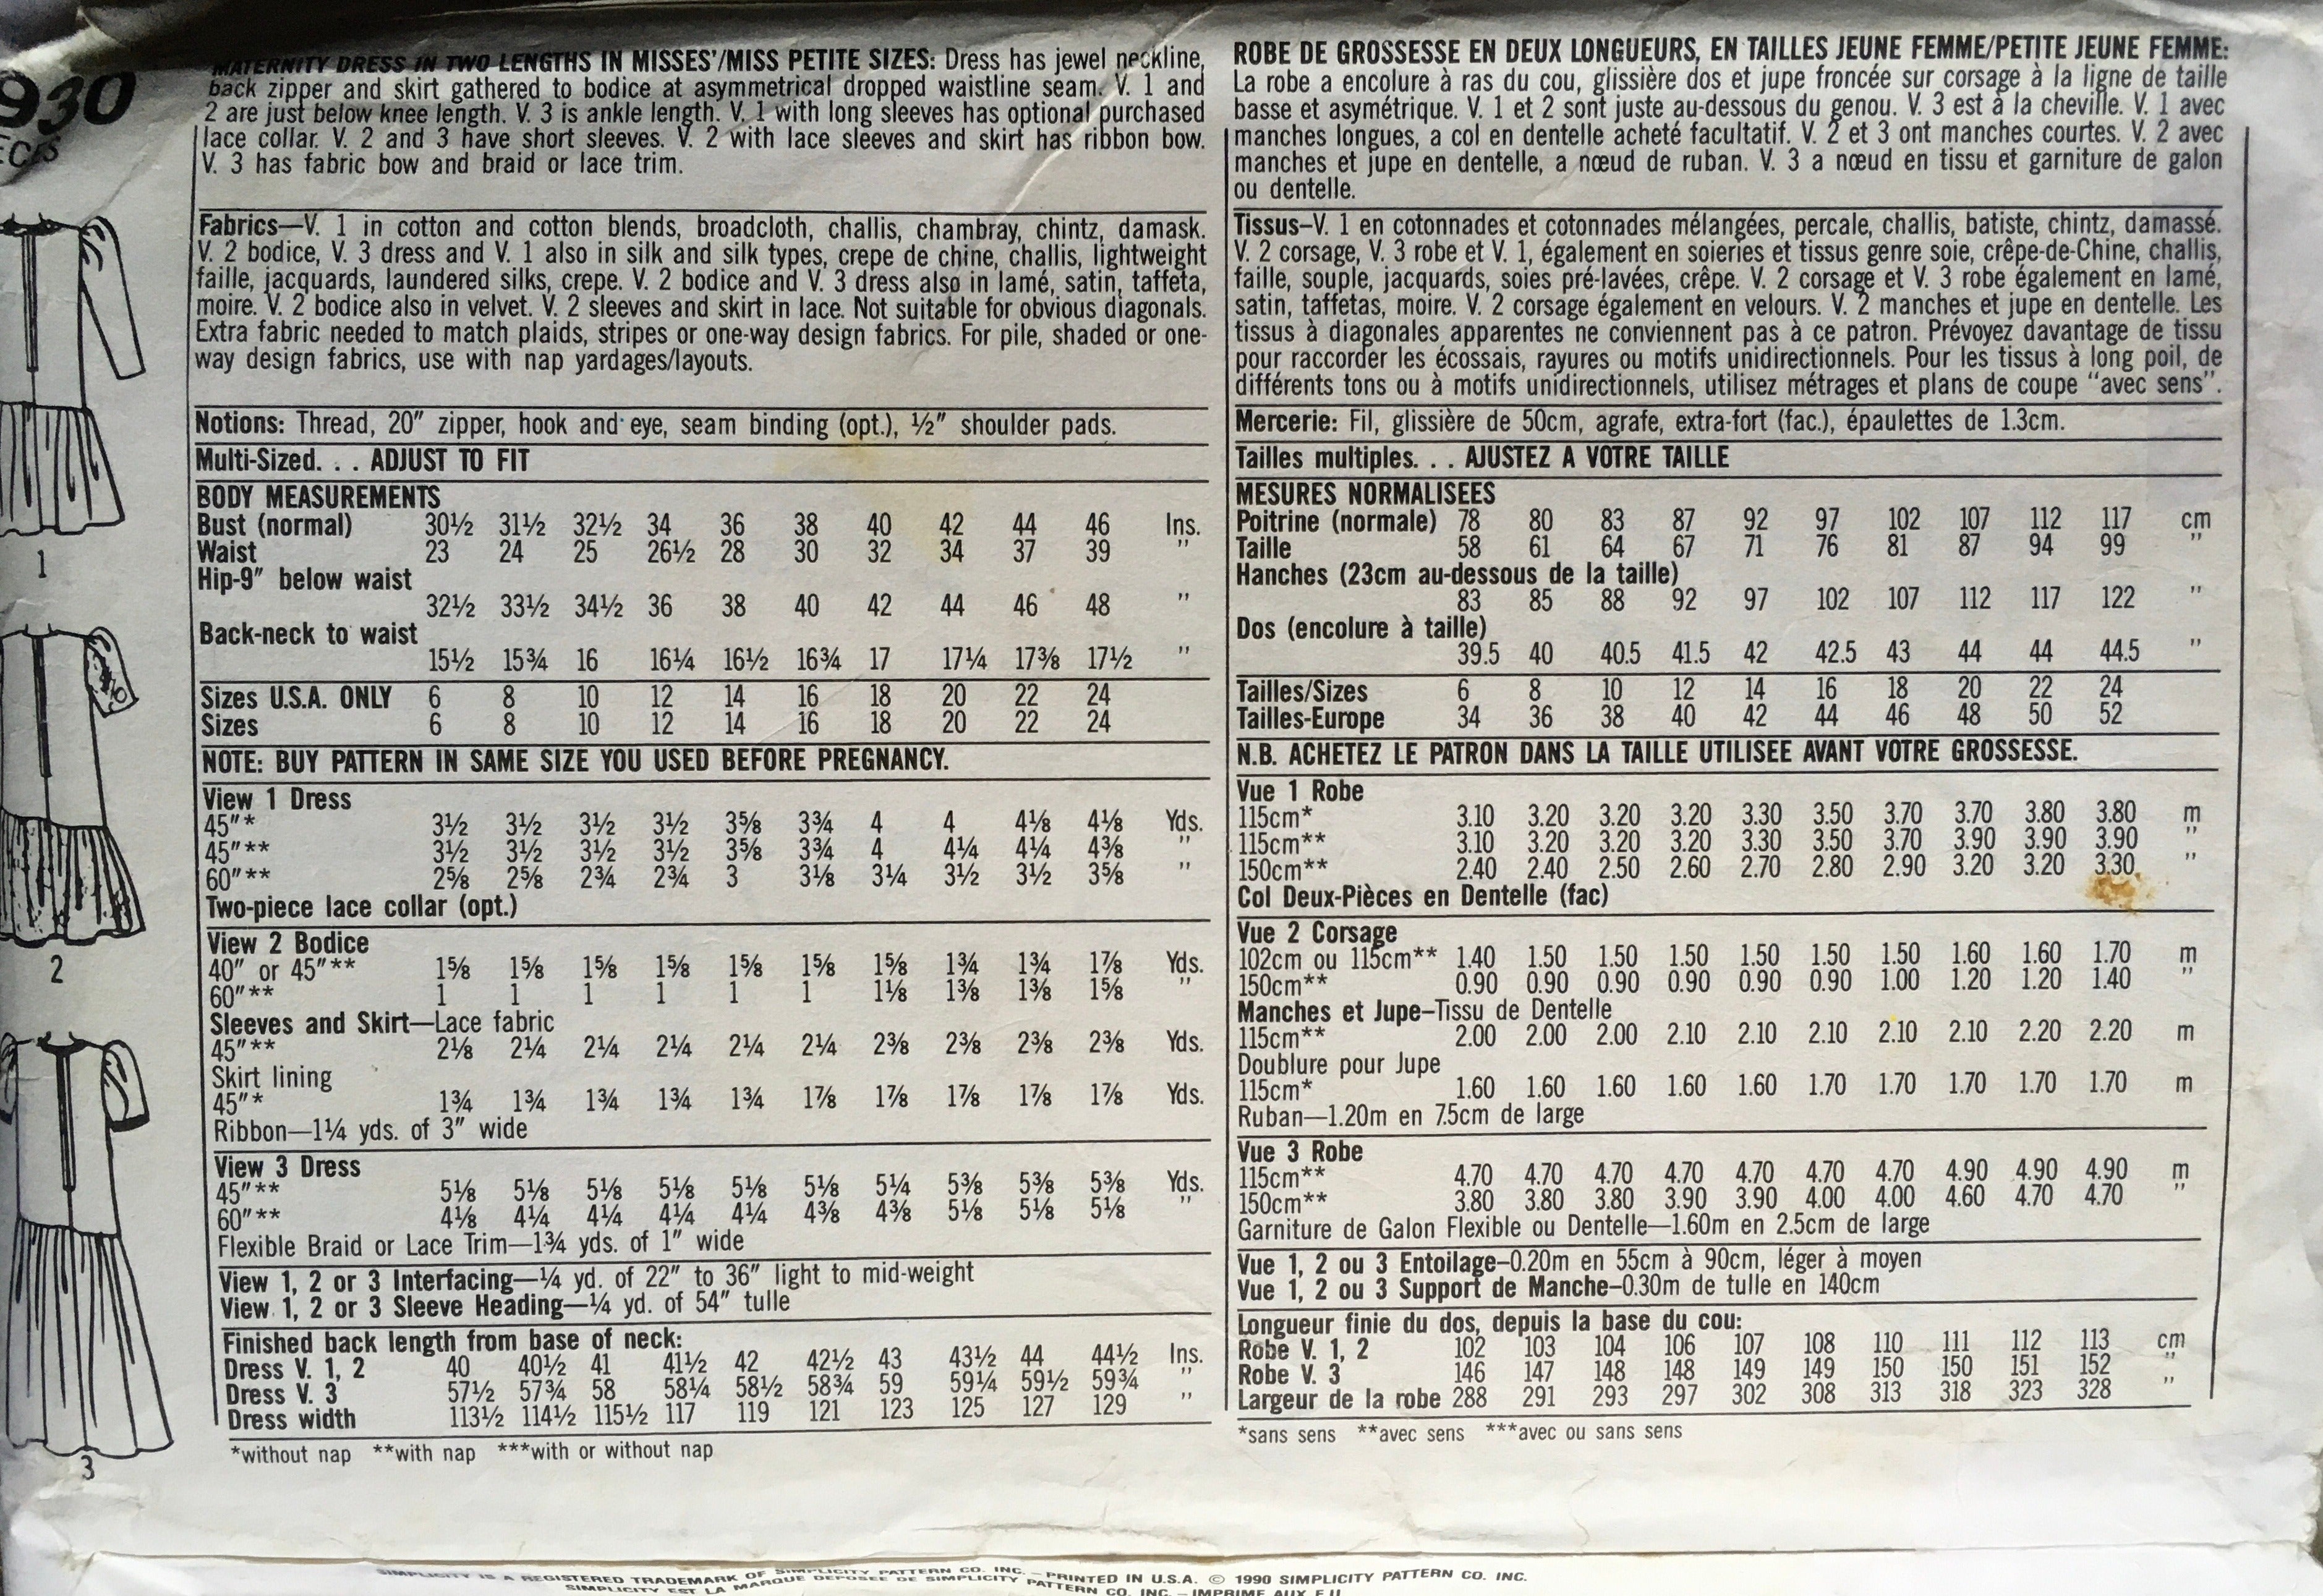 930
MATERNITY DRESS IN TWO LENGTHS IN MISSES'/MISS PETITE SIZES: Dress has jewel neckline,
back zipper and skirt gathered to bodice at asymmetrical dropped waistline seam. V. 1 and
2 are just below knee length. V. 3 is ankle length. V. 1 with long sleeves has optional purchased
lace collar. V. 2 and 3 have short sleeves. V. 2 with lace sleeves and skirt has ribbon bow.
V. 3 has fabric bow and braid or lace trim.
Fabrics—V. 1 in cotton and cotton blends, broadcloth, challis, chambray, chintz, damask.
V. 2 bodice, V. 3 dress and V. 1 also in silk and silk types, crepe de chine, challis, lightweight
faille, jacquards, laundered silks, crepe. V. 2 bodice and V. 3 dress also in lamé, satin, taffeta,
moire. V. 2 bodice also in velvet. V. 2 sleeves and skirt in lace. Not suitable for obvious diagonals.
Extra fabric needed to match plaids, stripes or one-way design fabrics. For pile, shaded or one-
way design fabrics, use with nap yardages/layouts.
Notions: Thread, 20" zipper, hook and eye, seam binding (opt.), ½" shoulder pads.
Multi-Sized. . . ADJUST TO FIT
BODY MEASUREMENTS
Bust (normal) 30½ 31½ 32½ 34 36 38 40 42 44 46 Ins.
Waist 23 24 25 26½ 28 30 32 34 37 39 "
Hip-9" below waist
32½ 33½ 34½ 36 38 40 42 44 46 48 "
Back-neck to waist
15½ 15¾ 16 16¼ 16½ 16¾ 17 17¼ 17⅜ 17½ "
Sizes U.S.A. ONLY 6 8 10 12 14 16 18 20 22 24
Sizes 6 8 10 12 14 16 18 20 22 24
NOTE: BUY PATTERN IN SAME SIZE YOU USED BEFORE PREGNANCY.
View 1 Dress
45"* 3½ 3½ 3½ 3½ 3⅝ 3¾ 4 4 4⅛ 4⅛ Yds.
45"** 3½ 3½ 3½ 3½ 3⅝ 3¾ 4 4¼ 4¼ 4⅜ "
60"** 2⅝ 2⅝ 2¾ 2¾ 3 3⅛ 3¼ 3½ 3½ 3⅝ "
Two-piece lace collar (opt.)
View 2 Bodice
40" or 45"** 1⅝ 1⅝ 1⅝ 1⅝ 1⅝ 1⅝ 1⅝ 1¾ 1¾ 1⅞ Yds.
60"** 1 1 1 1 1 1 1⅛ 1⅜ 1⅜ 1⅝ "
Sleeves and Skirt—Lace fabric
45"** 2⅛ 2¼ 2¼ 2¼ 2¼ 2¼ 2⅜ 2⅜ 2⅜ 2⅜ Yds.
Skirt lining
45"* 1¾ 1¾ 1¾ 1¾ 1¾ 1⅞ 1⅞ 1⅞ 1⅞ 1⅞ Yds.
Ribbon—1¼ yds. of 3" wide
View 3 Dress
45"** 5⅛ 5⅛ 5⅛ 5⅛ 5⅛ 5⅛ 5¼ 5⅜ 5⅜ 5⅜ Yds.
60"** 4⅛ 4¼ 4¼ 4¼ 4¼ 4⅜ 4⅜ 5⅛ 5⅛ 5⅛ "
Flexible Braid or Lace Trim—1¾ yds. of 1" wide
View 1, 2 or 3 Interfacing—¼ yd. of 22" to 36" light to mid-weight
View 1, 2 or 3 Sleeve Heading—¼ yd. of 54" tulle
Finished back length from base of neck:
Dress V. 1, 2 40 40½ 41 41½ 42 42½ 43 43½ 44 44½ Ins.
Dress V. 3 57½ 57¾ 58 58¼ 58½ 58¾ 59 59¼ 59½ 59¾ "
Dress width 113½ 114½ 115½ 117 119 121 123 125 127 129 "
*without nap **with nap ***with or without nap
1
2
3
ROBE DE GROSSESSE EN DEUX LONGUEURS, EN TAILLES JEUNE FEMME/PETITE JEUNE FEMME:
La robe a encolure à ras du cou, glissière dos et jupe froncée sur corsage à la ligne de taille
basse et asymétrique. V. 1 et 2 sont juste au-dessous du genou. V. 3 est à la cheville. V. 1 avec
manches longues, a col en dentelle acheté facultatif. V. 2 et 3 ont manches courtes. V. 2 avec
manches et jupe en dentelle, a nœud de ruban. V. 3 a nœud en tissu et garniture de galon
ou dentelle.
Tissus—V. 1 en cotonnades et cotonnades mélangées, percale, challis, batiste, chintz, damassé.
V. 2 corsage, V. 3 robe et V. 1, également en soieries et tissus genre soie, crêpe-de-Chine, challis,
faille, souple, jacquards, soies pré-lavées, crêpe. V. 2 corsage et V. 3 robe également en lamé,
satin, taffetas, moire. V. 2 corsage également en velours. V. 2 manches et jupe en dentelle. Les
tissus à diagonales apparentes ne conviennent pas à ce patron. Prévoyez davantage de tissu
pour raccorder les écossais, rayures ou motifs unidirectionnels. Pour les tissus à long poil, de
différents tons ou à motifs unidirectionnels, utilisez métrages et plans de coupe "avec sens".
Mercerie: Fil, glissière de 50cm, agrafe, extra-fort (fac.), épaulettes de 1.3cm.
Tailles multiples. . . AJUSTEZ A VOTRE TAILLE
MESURES NORMALISEES
Poitrine (normale) 78 80 83 87 92 97 102 107 112 117 cm
Taille 58 61 64 67 71 76 81 87 94 99 "
Hanches (23cm au-dessous de la taille)
83 85 88 92 97 102 107 112 117 122 "
Dos (encolure à taille)
39.5 40 40.5 41.5 42 42.5 43 44 44 44.5 "
Tailles/Sizes 6 8 10 12 14 16 18 20 22 24
Tailles-Europe 34 36 38 40 42 44 46 48 50 52
N.B. ACHETEZ LE PATRON DANS LA TAILLE UTILISEE AVANT VOTRE GROSSESSE.
Vue 1 Robe
115cm* 3.10 3.20 3.20 3.20 3.30 3.50 3.70 3.70 3.80 3.80 m
115cm** 3.10 3.20 3.20 3.20 3.30 3.50 3.70 3.90 3.90 3.90 "
150cm** 2.40 2.40 2.50 2.60 2.70 2.80 2.90 3.20 3.20 3.30 "
Col Deux-Pièces en Dentelle (fac)
Vue 2 Corsage
102cm ou 115cm** 1.40 1.50 1.50 1.50 1.50 1.50 1.50 1.60 1.60 1.70 m
150cm** 0.90 0.90 0.90 0.90 0.90 0.90 1.00 1.20 1.20 1.40 "
Manches et Jupe—Tissu de Dentelle
115cm** 2.00 2.00 2.00 2.10 2.10 2.10 2.10 2.10 2.20 2.20 m
Doublure pour Jupe
115cm* 1.60 1.60 1.60 1.60 1.60 1.70 1.70 1.70 1.70 1.70 m
Ruban—1.20m en 7.5cm de large
Vue 3 Robe
115cm** 4.70 4.70 4.70 4.70 4.70 4.70 4.70 4.90 4.90 4.90 m
150cm** 3.80 3.80 3.80 3.90 3.90 4.00 4.00 4.60 4.70 4.70 "
Garniture de Galon Flexible ou Dentelle—1.60m en 2.5cm de large
Vue 1, 2 ou 3 Entoilage—0.20m en 55cm à 90cm, léger à moyen
Vue 1, 2 ou 3 Support de Manche—0.30m de tulle en 140cm
Longueur finie du dos, depuis la base du cou:
Robe V. 1, 2 102 103 104 106 107 108 110 111 112 113 cm
Robe V. 3 146 147 148 148 149 149 150 150 151 152 "
Largeur de la robe 288 291 293 297 302 308 313 318 323 328 "
*sans sens **avec sens ***avec ou sans sens
SIMPLICITY IS A REGISTERED TRADEMARK OF SIMPLICITY PATTERN CO. INC. — PRINTED IN U.S.A. © 1990 SIMPLICITY PATTERN CO. INC.
SIMPLICITY EST LA MARQUE DEPOSEE DE SIMPLICITY PATTERN CO. INC. — IMPRIME AUX E.U.